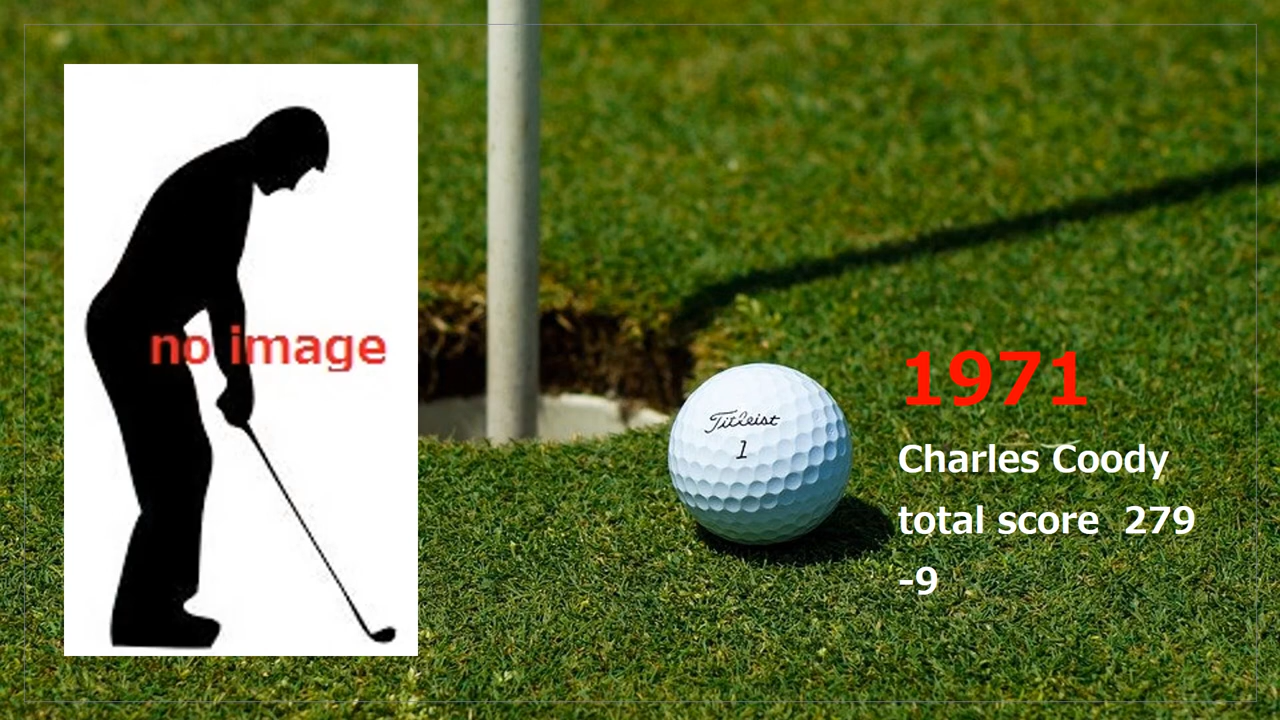 no image
Titleist
1
1971
Charles Coody
total score 279
-9